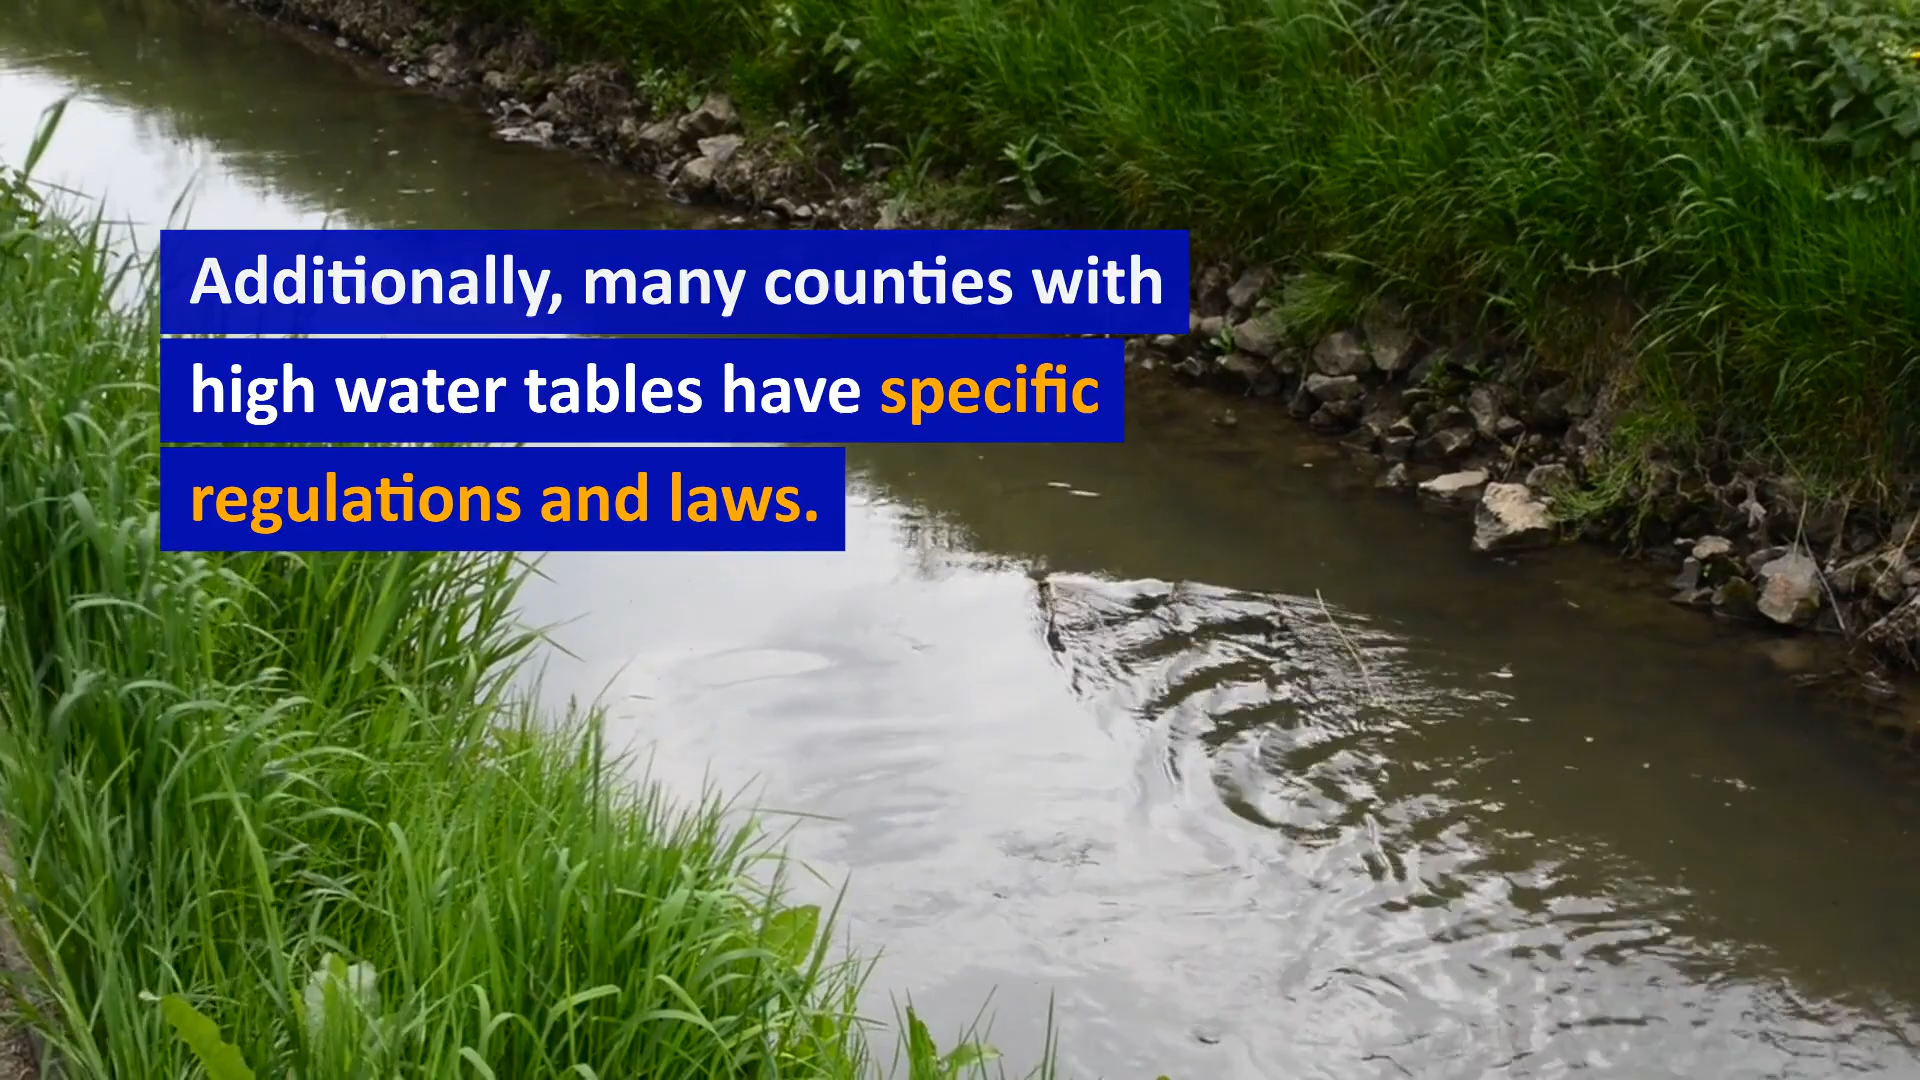 Additionally, many counties with
high water tables have specific
regulations and laws.